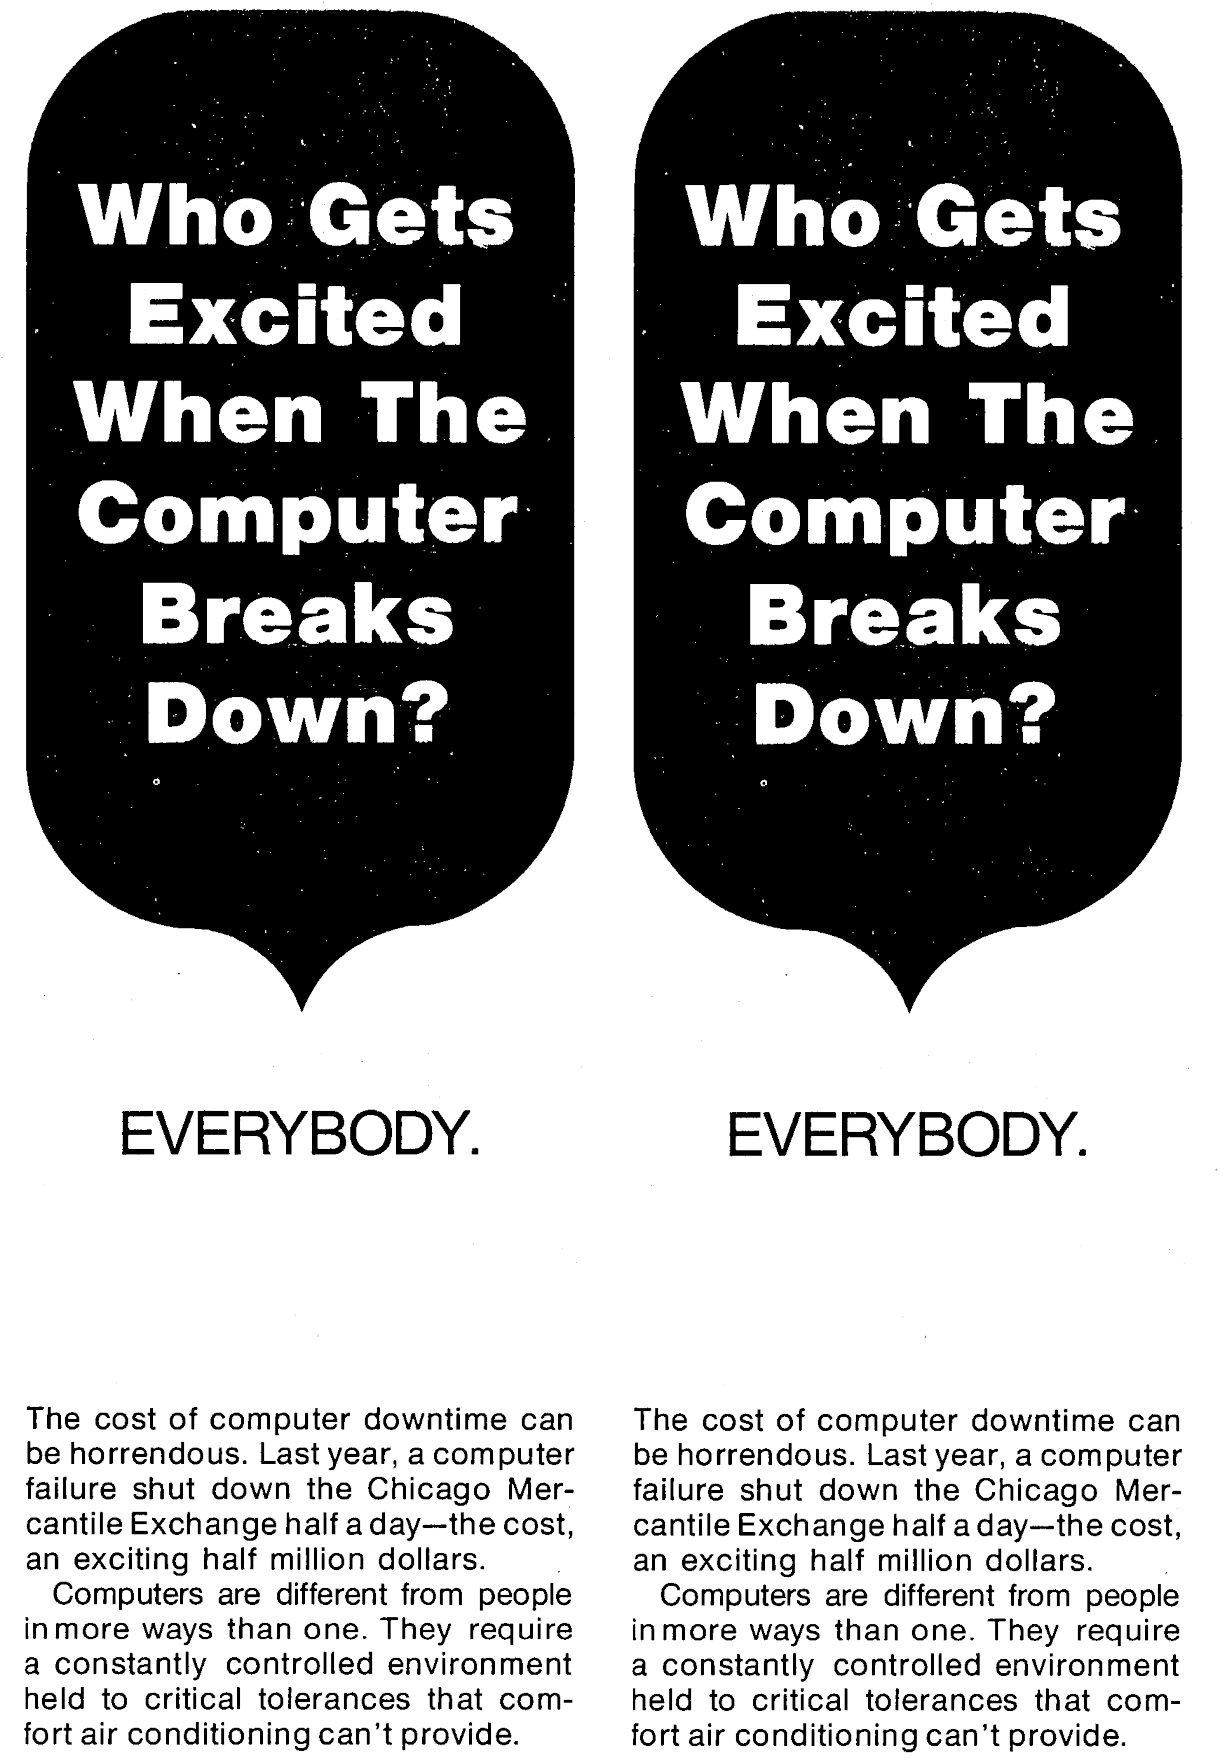 Who Gets
Excited
When The
Computer
Breaks
Down?
EVERYBODY.
The cost of computer downtime can
be horrendous. Last year, a computer
failure shut down the Chicago Mer-
cantile Exchange half a day—the cost,
an exciting half million dollars.
Computers are different from people
in more ways than one. They require
a constantly controlled environment
held to critical tolerances that com-
fort air conditioning can't provide.
Who Gets
Excited
When The
Computer
Breaks
Down?
EVERYBODY.
The cost of computer downtime can
be horrendous. Last year, a computer
failure shut down the Chicago Mer-
cantile Exchange half a day—the cost,
an exciting half million dollars.
Computers are different from people
in more ways than one. They require
a constantly controlled environment
held to critical tolerances that com-
fort air conditioning can't provide.